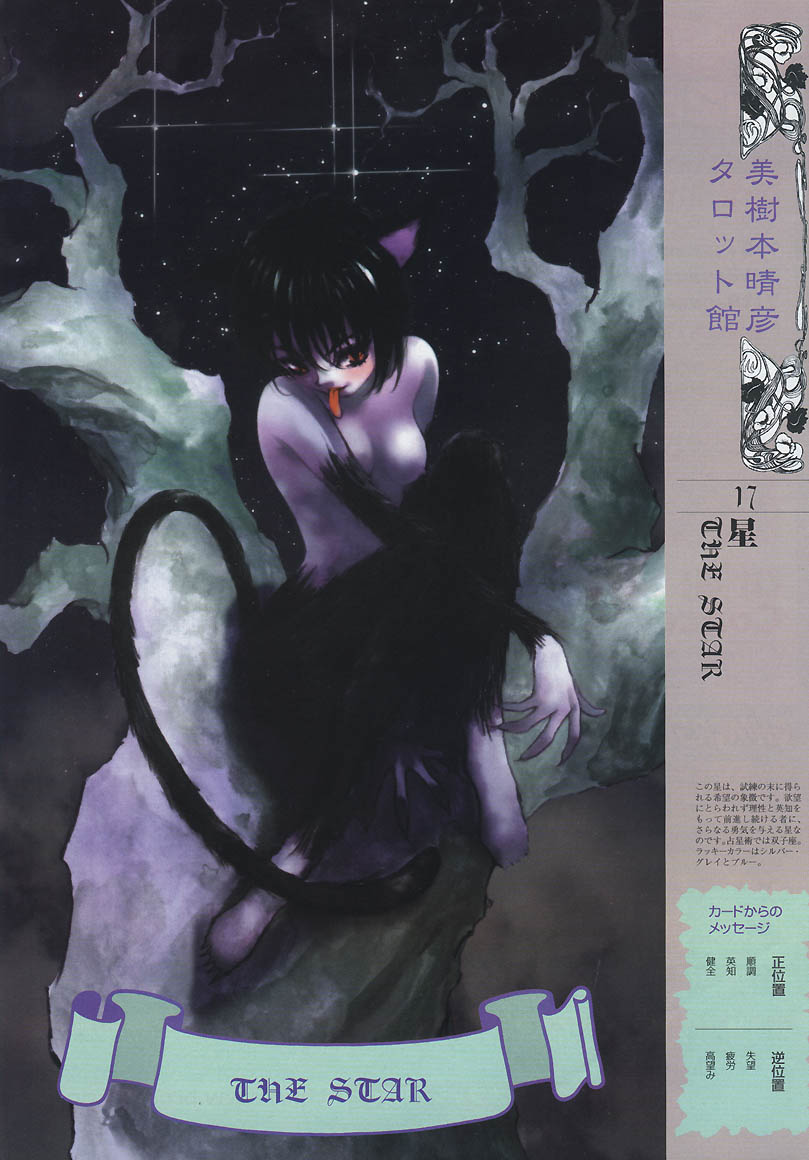 美樹本晴彦
タロット館
17
星
THE STAR
この星は、試練の末に得ら
れる希望の象徴です。欲望
にとらわれず理性と英知を
もって前進し続ける者に、
さらなる勇気を与える星な
のです。占星術では双子座。
ラッキーカラーはシルバー・
グレイとブルー。
カードからの
メッセージ
正位置
順調
英知
健全
逆位置
失望
疲労
高望み
THE STAR